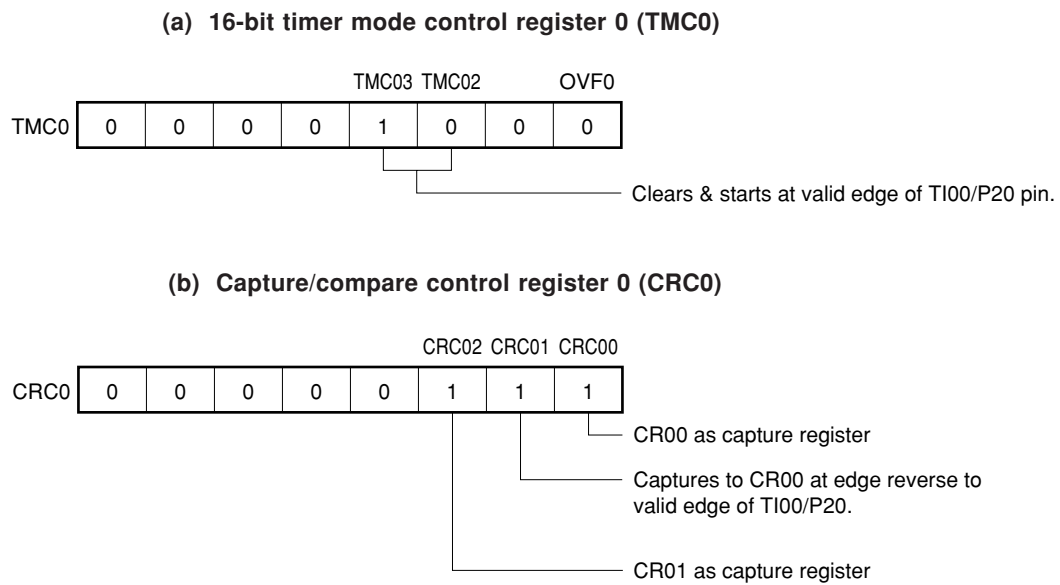 (a) 16-bit timer mode control register 0 (TMC0)
TMC03 TMC02 OVF0
TMC0 0 0 0 0 1 0 0 0
Clears & starts at valid edge of TI00/P20 pin.
(b) Capture/compare control register 0 (CRC0)
CRC02 CRC01 CRC00
CRC0 0 0 0 0 0 1 1 1
CR00 as capture register
Captures to CR00 at edge reverse to
valid edge of TI00/P20.
CR01 as capture register